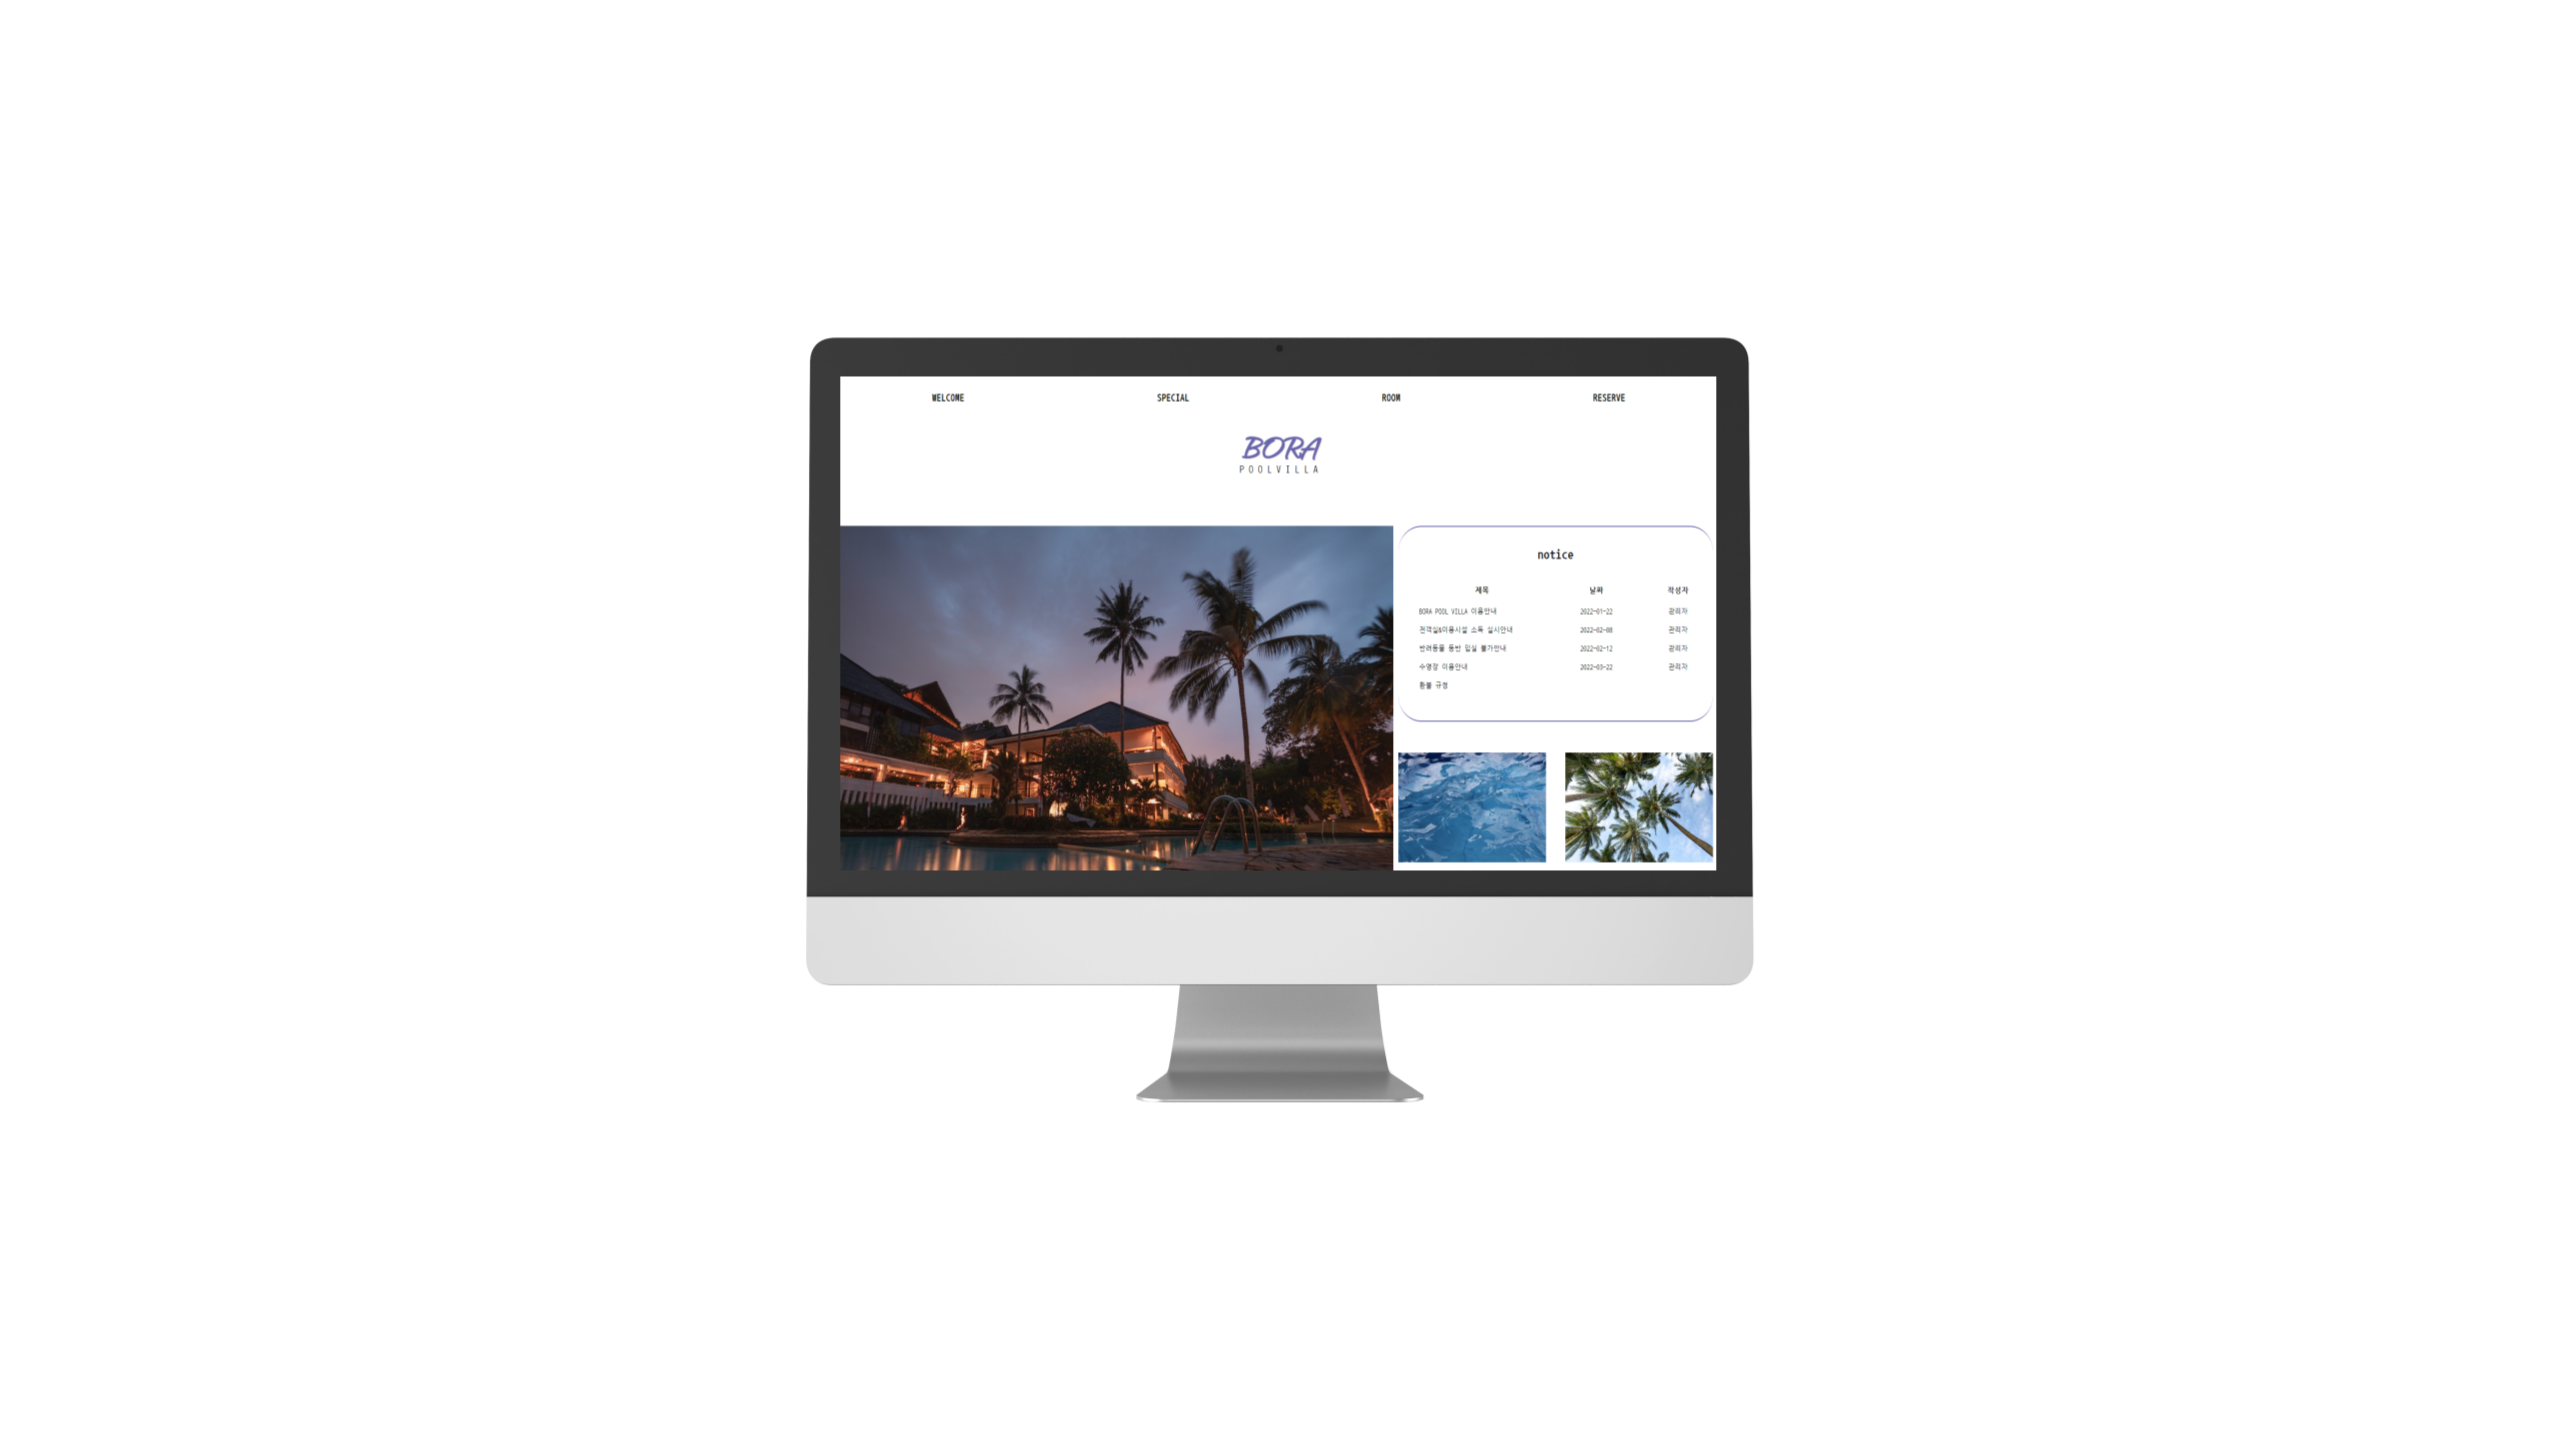 WELCOME SPECIAL ROOM RESERVE
BORA
POOLVILLA
notice
제목 날짜 작성자
BORA POOL VILLA 이용안내 2022-01-22 관리자
전객실&이용시설 소독 실시안내 2022-02-08 관리자
반려동물 동반 입실 불가안내 2022-02-12 관리자
수영장 이용안내 2022-03-22 관리자
환불 규정